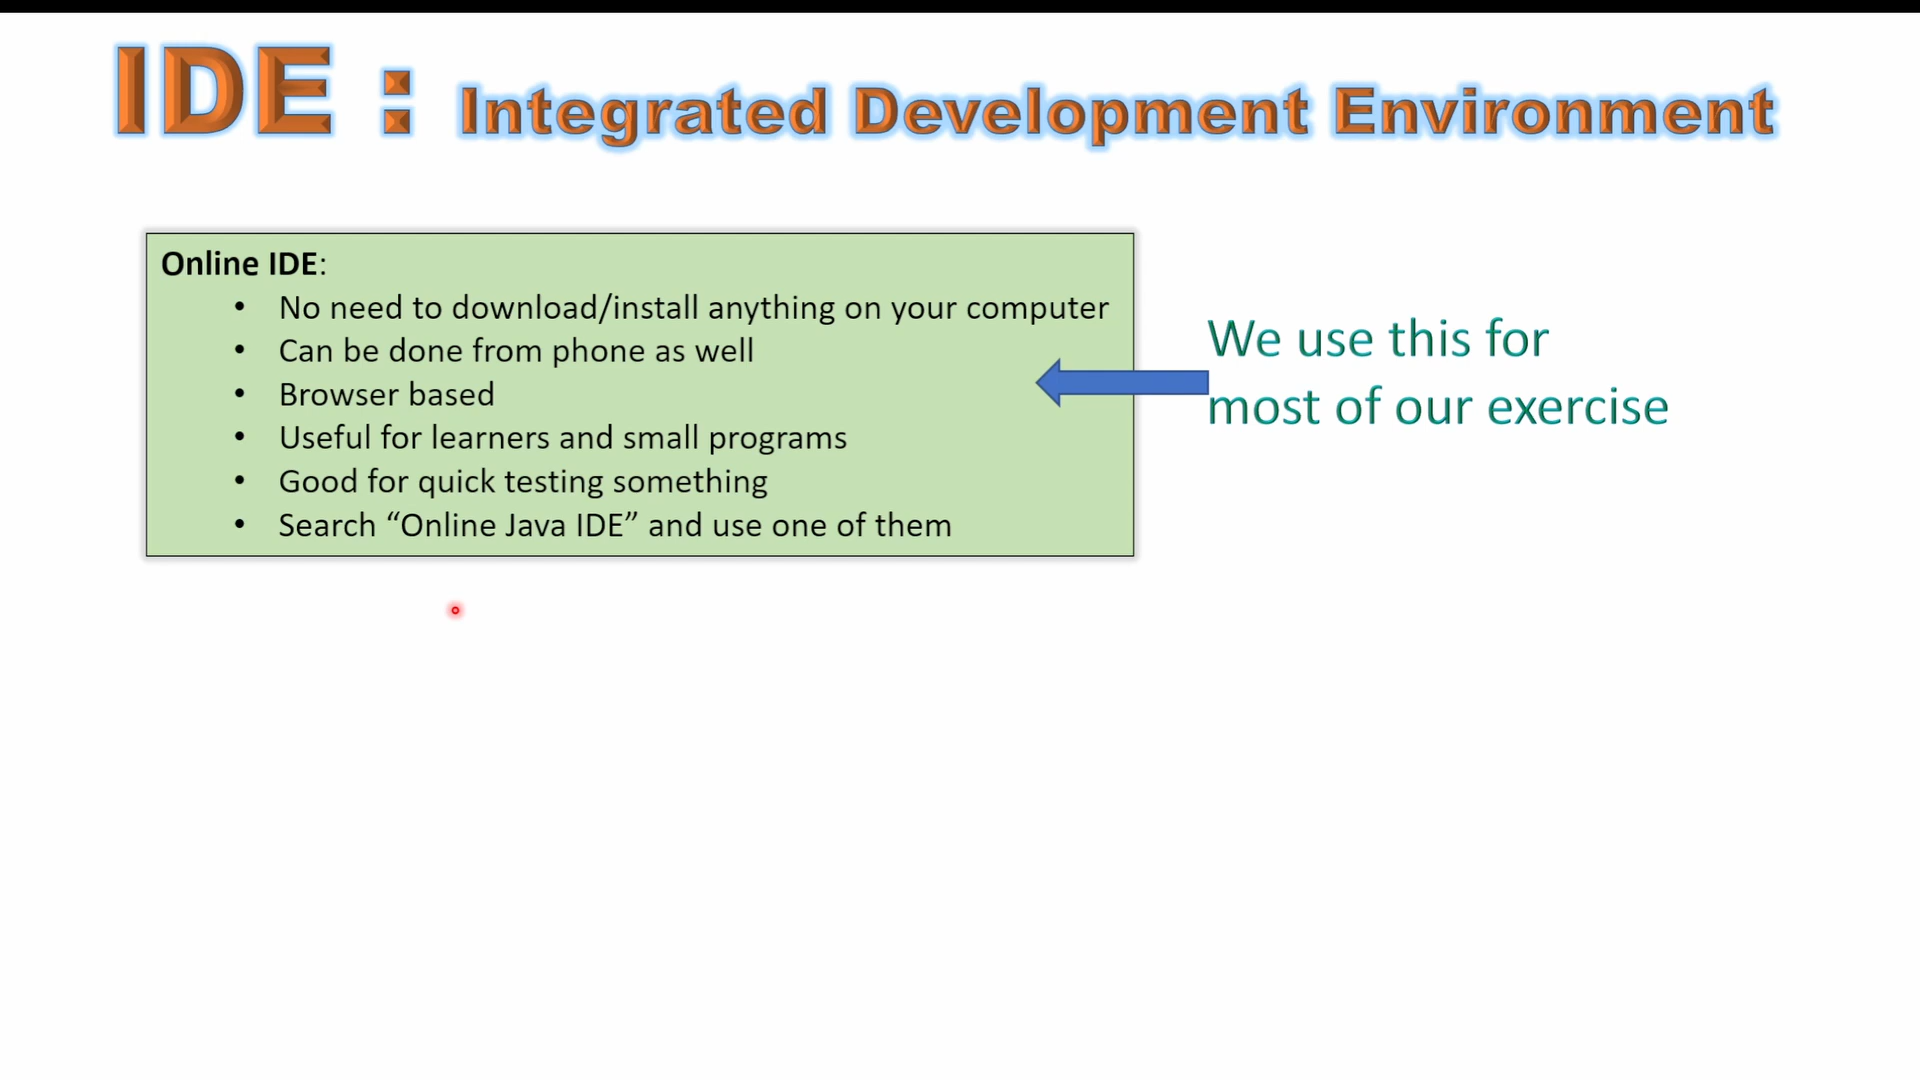 IDE : Integrated Development Environment
Online IDE:
• No need to download/install anything on your computer
• Can be done from phone as well
• Browser based
• Useful for learners and small programs
• Good for quick testing something
• Search “Online Java IDE” and use one of them
We use this for
most of our exercise